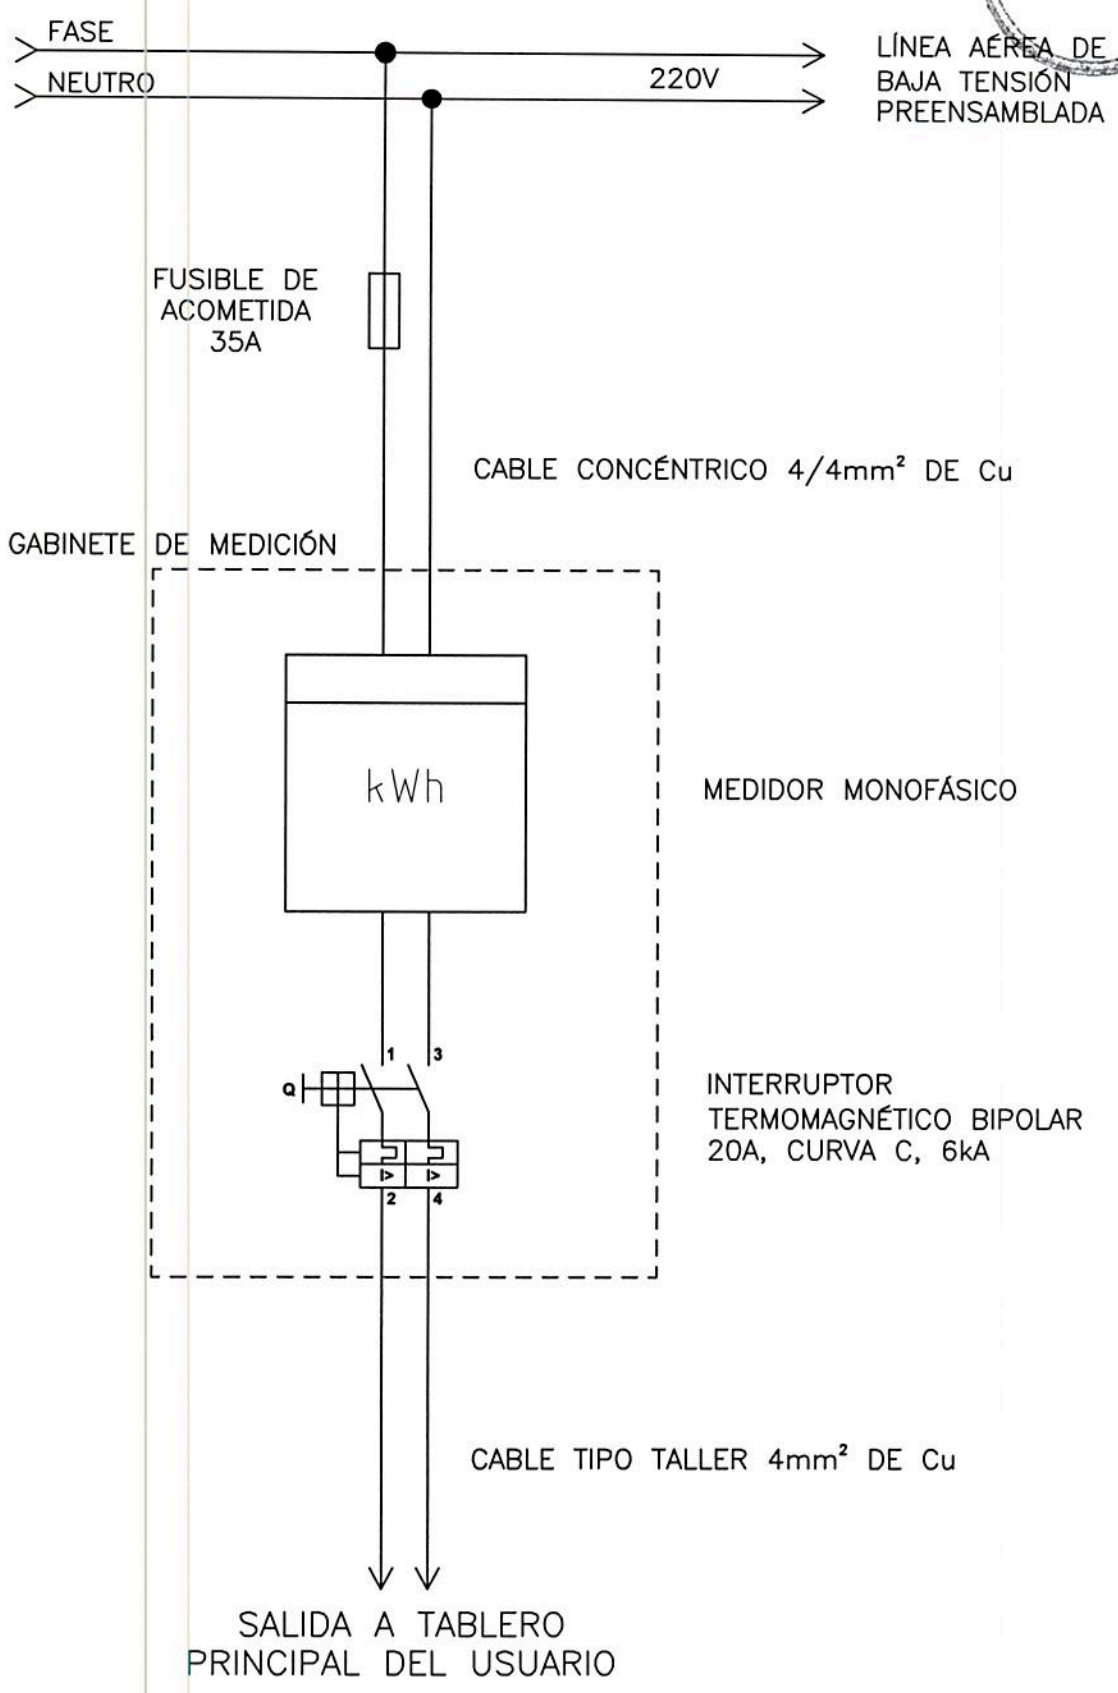 FASE
NEUTRO
220V
LÍNEA AÉREA DE
BAJA TENSIÓN
PREENSAMBLADA
FUSIBLE DE
ACOMETIDA
35A
CABLE CONCÉNTRICO 4/4mm² DE Cu
GABINETE DE MEDICIÓN
kWh
MEDIDOR MONOFÁSICO
1 3
Q
I> I>
2 4
INTERRUPTOR
TERMOMAGNÉTICO BIPOLAR
20A, CURVA C, 6kA
CABLE TIPO TALLER 4mm² DE Cu
SALIDA A TABLERO
PRINCIPAL DEL USUARIO